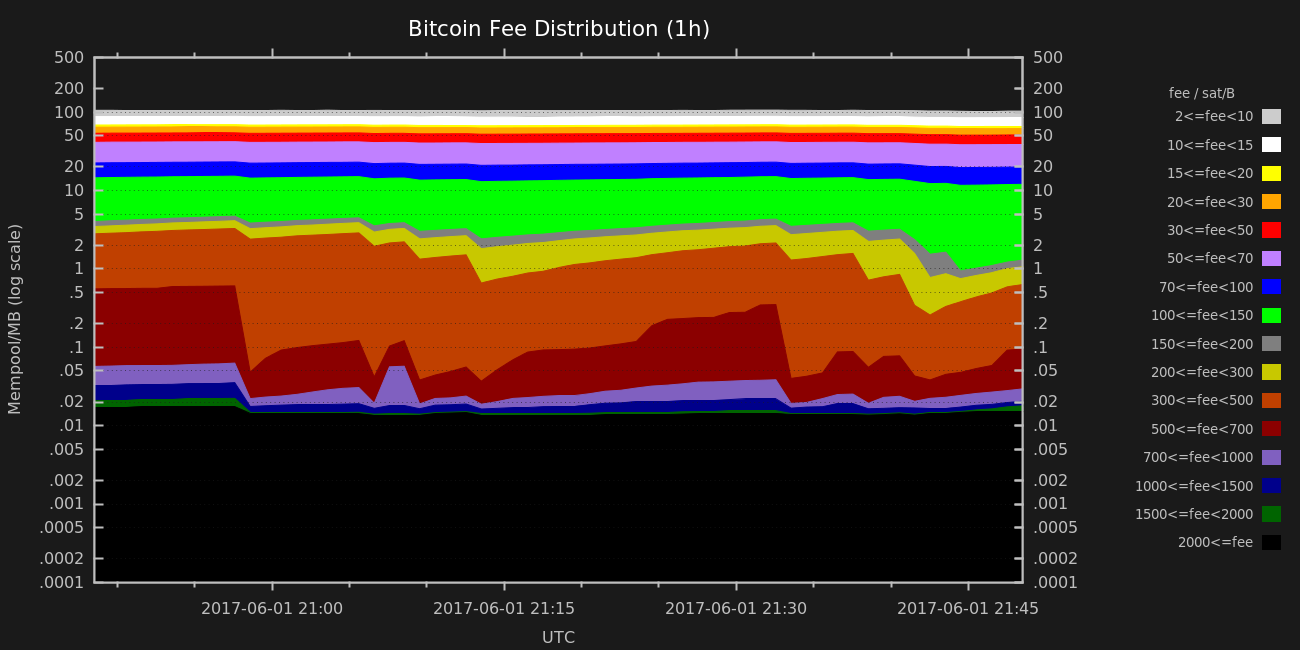 Bitcoin Fee Distribution (1h)
Mempool/MB (log scale)
500
200
100
50
20
10
5
2
1
.5
.2
.1
.05
.02
.01
.005
.002
.001
.0005
.0002
.0001
500
200
100
50
20
10
5
2
1
.5
.2
.1
.05
.02
.01
.005
.002
.001
.0005
.0002
.0001
2017-06-01 21:00 2017-06-01 21:15 2017-06-01 21:30 2017-06-01 21:45
UTC
fee / sat/B
2<=fee<10
10<=fee<15
15<=fee<20
20<=fee<30
30<=fee<50
50<=fee<70
70<=fee<100
100<=fee<150
150<=fee<200
200<=fee<300
300<=fee<500
500<=fee<700
700<=fee<1000
1000<=fee<1500
1500<=fee<2000
2000<=fee